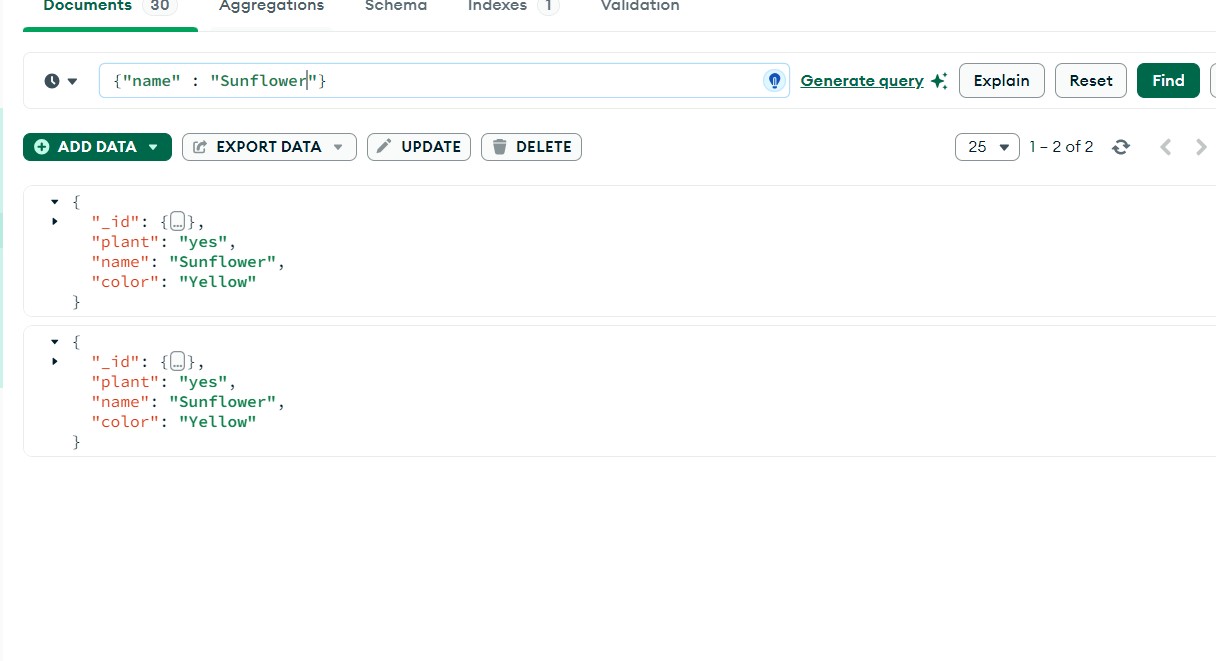 Documents 30 Aggregations Schema Indexes 1 Validation
{"name" : "Sunflower"} Generate query Explain Reset Find
ADD DATA EXPORT DATA UPDATE DELETE 25 1 – 2 of 2
{
"_id": {...},
"plant": "yes",
"name": "Sunflower",
"color": "Yellow"
}
{
"_id": {...},
"plant": "yes",
"name": "Sunflower",
"color": "Yellow"
}